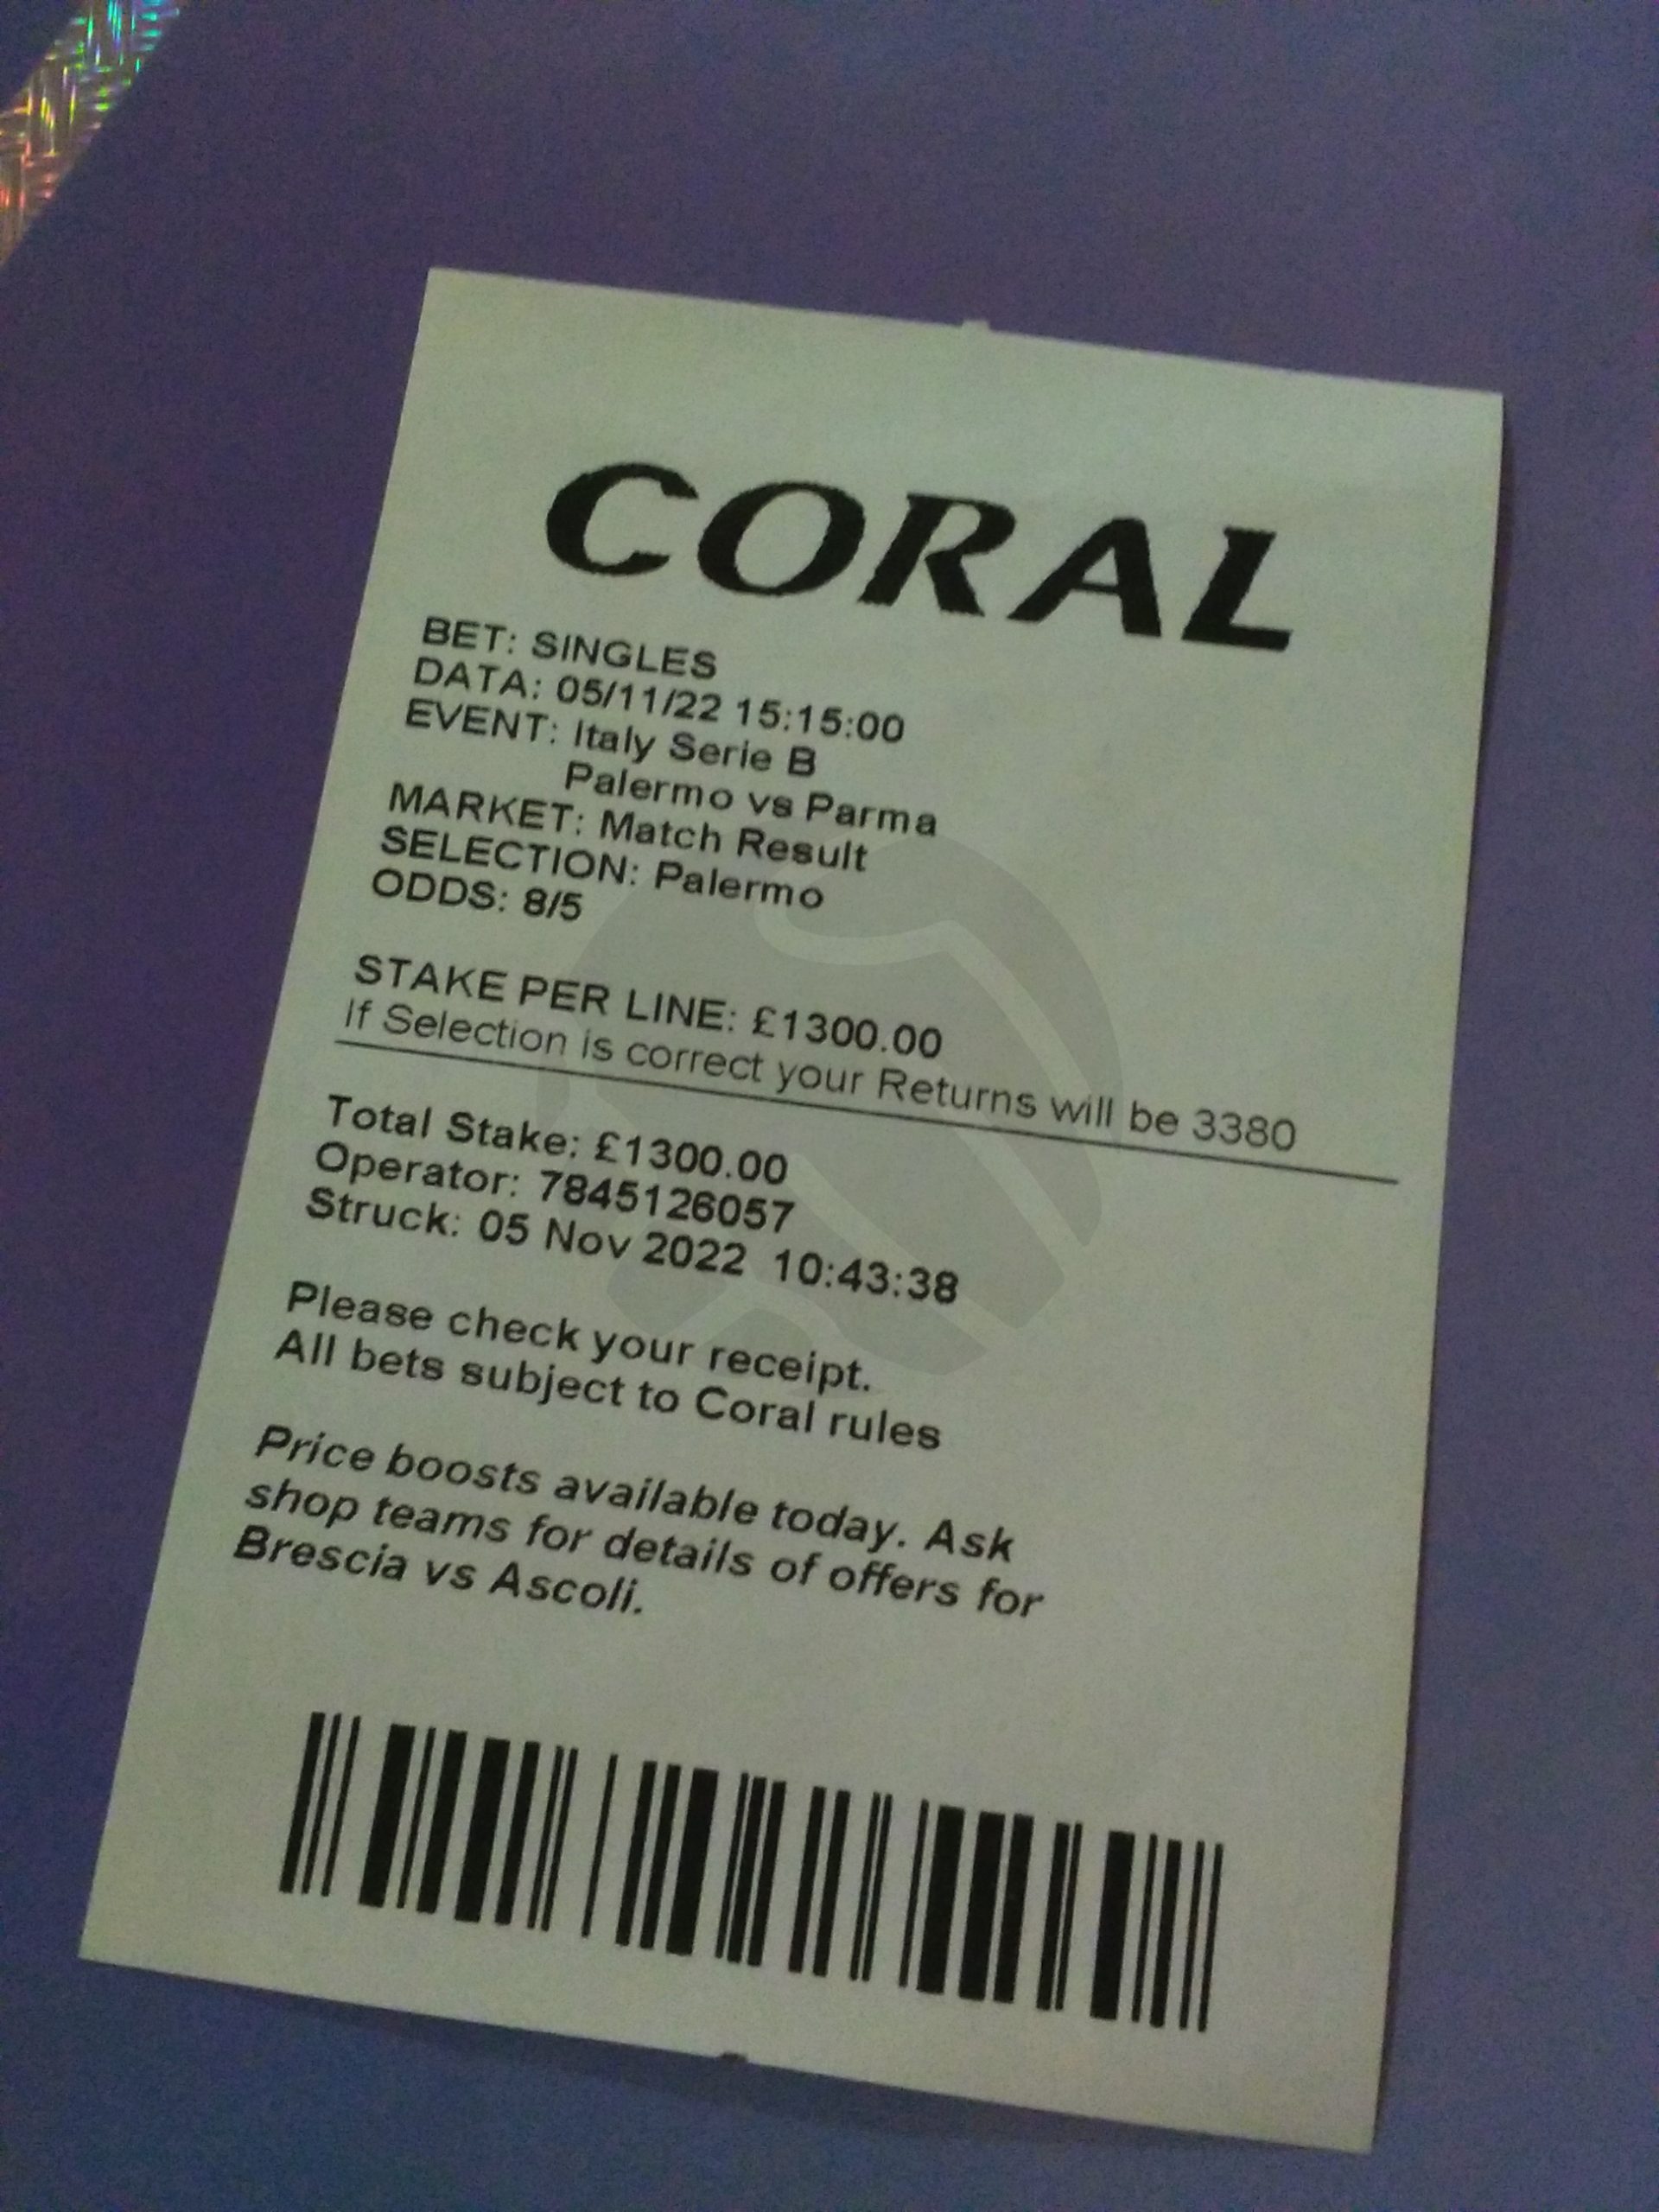 CORAL
BET: SINGLES
DATA: 05/11/22 15:15:00
EVENT: Italy Serie B
Palermo vs Parma
MARKET: Match Result
SELECTION: Palermo
ODDS: 8/5
STAKE PER LINE: £1300.00
If Selection is correct your Returns will be 3380
Total Stake: £1300.00
Operator: 7845126057
Struck: 05 Nov 2022 10:43:38
Please check your receipt.
All bets subject to Coral rules
Price boosts available today. Ask
shop teams for details of offers for
Brescia vs Ascoli.